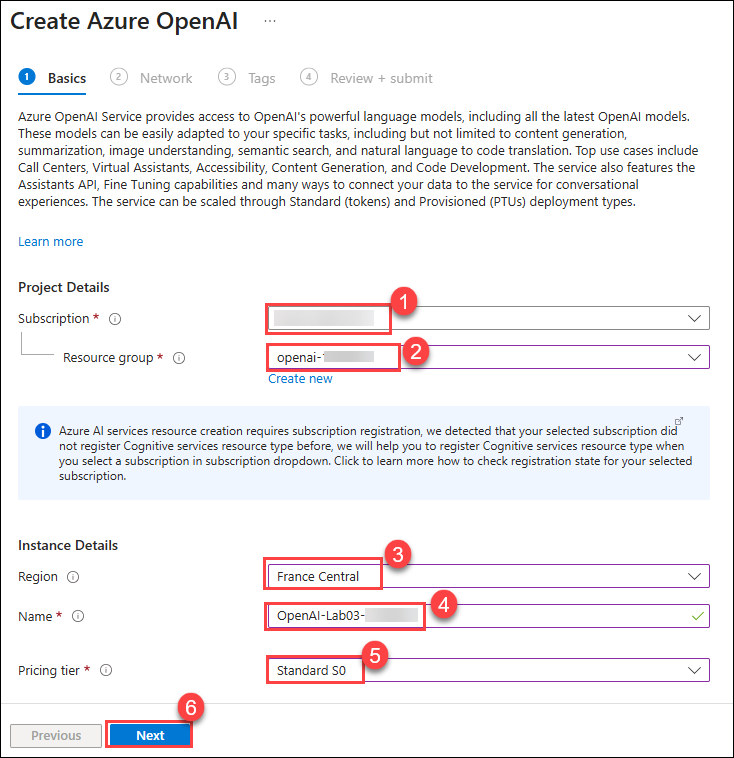 Create Azure OpenAI ...
1 Basics 2 Network 3 Tags 4 Review + submit
Azure OpenAI Service provides access to OpenAI's powerful language models, including all the latest OpenAI models.
These models can be easily adapted to your specific tasks, including but not limited to content generation,
summarization, image understanding, semantic search, and natural language to code translation. Top use cases include
Call Centers, Virtual Assistants, Accessibility, Content Generation, and Code Development. The service also features the
Assistants API, Fine Tuning capabilities and many ways to connect your data to the service for conversational
experiences. The service can be scaled through Standard (tokens) and Provisioned (PTUs) deployment types.
Learn more
Project Details
Subscription * 1
Resource group * openai- 2
Create new
Azure AI services resource creation requires subscription registration, we detected that your selected subscription did
not register Cognitive services resource type before, we will help you to register Cognitive services resource type when
you select a subscription in subscription dropdown. Click to learn more how to check registration state for your selected
subscription.
Instance Details
Region France Central 3
Name * OpenAI-Lab03- 4
Pricing tier * Standard S0 5
Previous Next 6